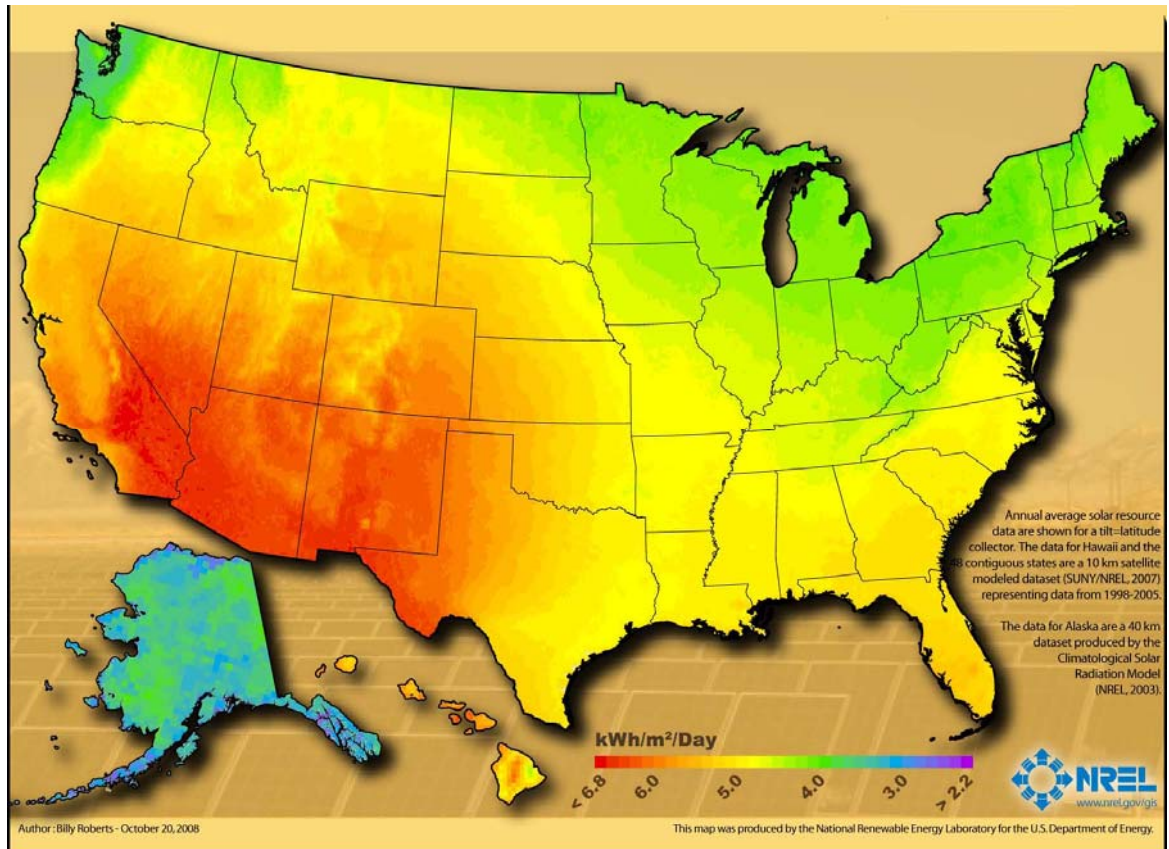 Annual average solar resource
data are shown for a tilt=latitude
collector. The data for Hawaii and the
48 contiguous states are a 10 km satellite
modeled dataset (SUNY/NREL, 2007)
representing data from 1998-2005.
The data for Alaska are a 40 km
dataset produced by the
Climatological Solar
Radiation Model
(NREL, 2003).
kWh/m²/Day
< 6.8 6.0 5.0 4.0 3.0 > 2.2
NREL
www.nrel.gov/gis
Author : Billy Roberts - October 20, 2008
This map was produced by the National Renewable Energy Laboratory for the U.S. Department of Energy.